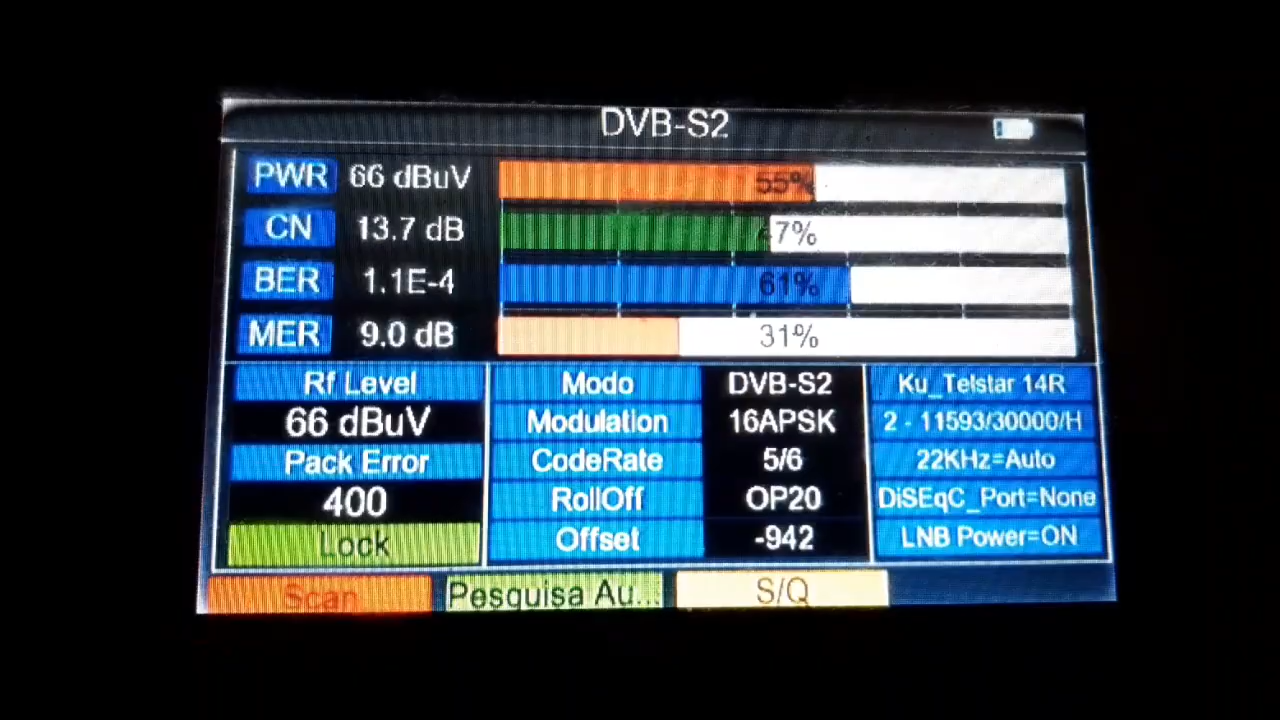 DVB-S2
PWR 66 dBuV 55%
CN 13.7 dB 47%
BER 1.1E-4 61%
MER 9.0 dB 31%
Rf Level
66 dBuV
Pack Error
400
Lock
Modo DVB-S2
Modulation 16APSK
CodeRate 5/6
RollOff OP20
Offset -942
Ku_Telstar 14R
2 - 11593/30000/H
22KHz=Auto
DiSEqC_Port=None
LNB Power=ON
Scan Pesquisa Au... S/Q